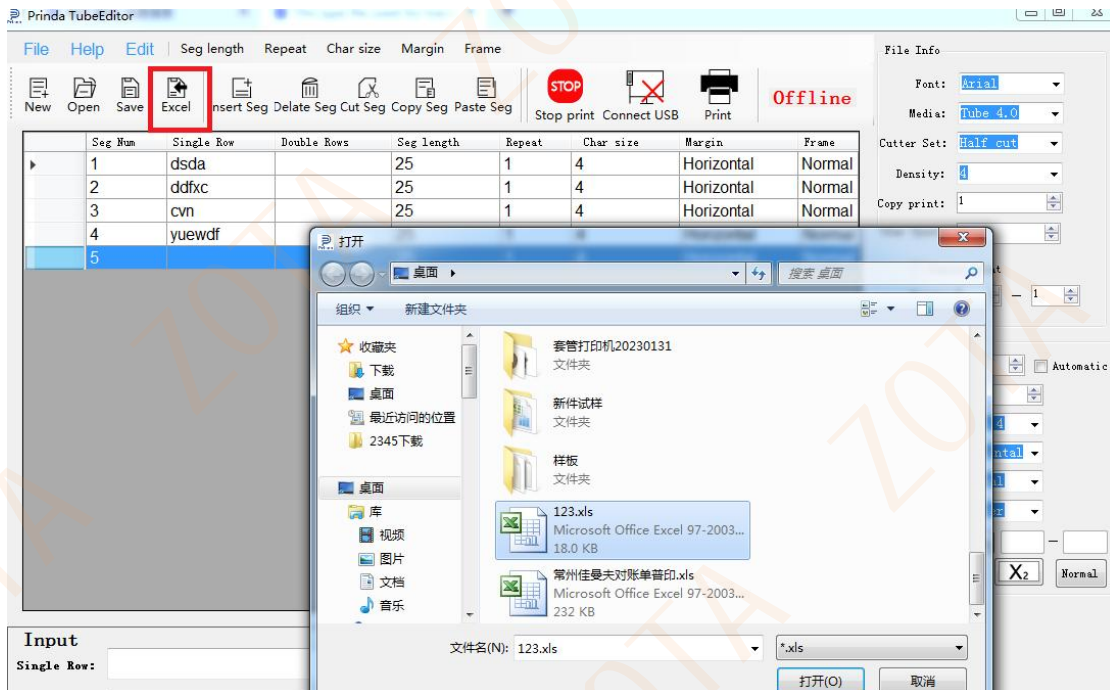 Prinda TubeEditor
File Help Edit Seg length Repeat Char size Margin Frame
New Open Save Excel nsert Seg Delate Seg Cut Seg Copy Seg Paste Seg Stop print Connect USB Print Offline
STOP
Seg Num Single Row Double Rows Seg length Repeat Char size Margin Frame
1 dsda 25 1 4 Horizontal Normal
2 ddfxc 25 1 4 Horizontal Normal
3 cvn 25 1 4 Horizontal Normal
4 yuewdf
5
File Info
Font: Arial
Media: Tube 4.0
Cutter Set: Half cut
Density: 4
Copy print: 1
— 1
Automatic
4
ntal
—
X₂ Normal
打开
桌面
搜索 桌面
组织 新建文件夹
收藏夹
下载
桌面
最近访问的位置
2345下载
桌面
库
视频
图片
文档
音乐
套管打印机20230131
文件夹
新件试样
文件夹
样板
文件夹
123.xls
Microsoft Office Excel 97-2003...
18.0 KB
常州佳曼夫对账单普印.xls
Microsoft Office Excel 97-2003...
232 KB
文件名(N): 123.xls *.xls
打开(O) 取消
Input
Single Row:
ZOTA
ZOTA
ZOTA
ZOTA